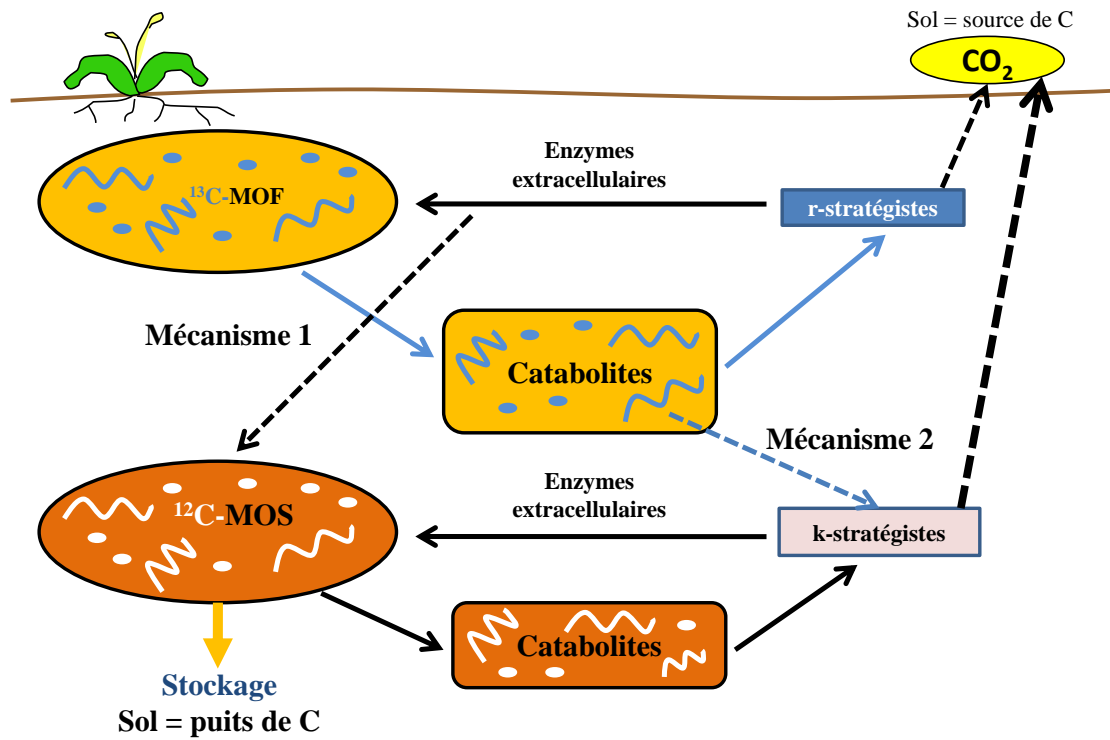 Sol = source de C
CO₂
Enzymes
extracellulaires
¹³C-MOF
r-stratégistes
Mécanisme 1
Catabolites
Mécanisme 2
Enzymes
extracellulaires
¹²C-MOS
k-stratégistes
Catabolites
Stockage
Sol = puits de C